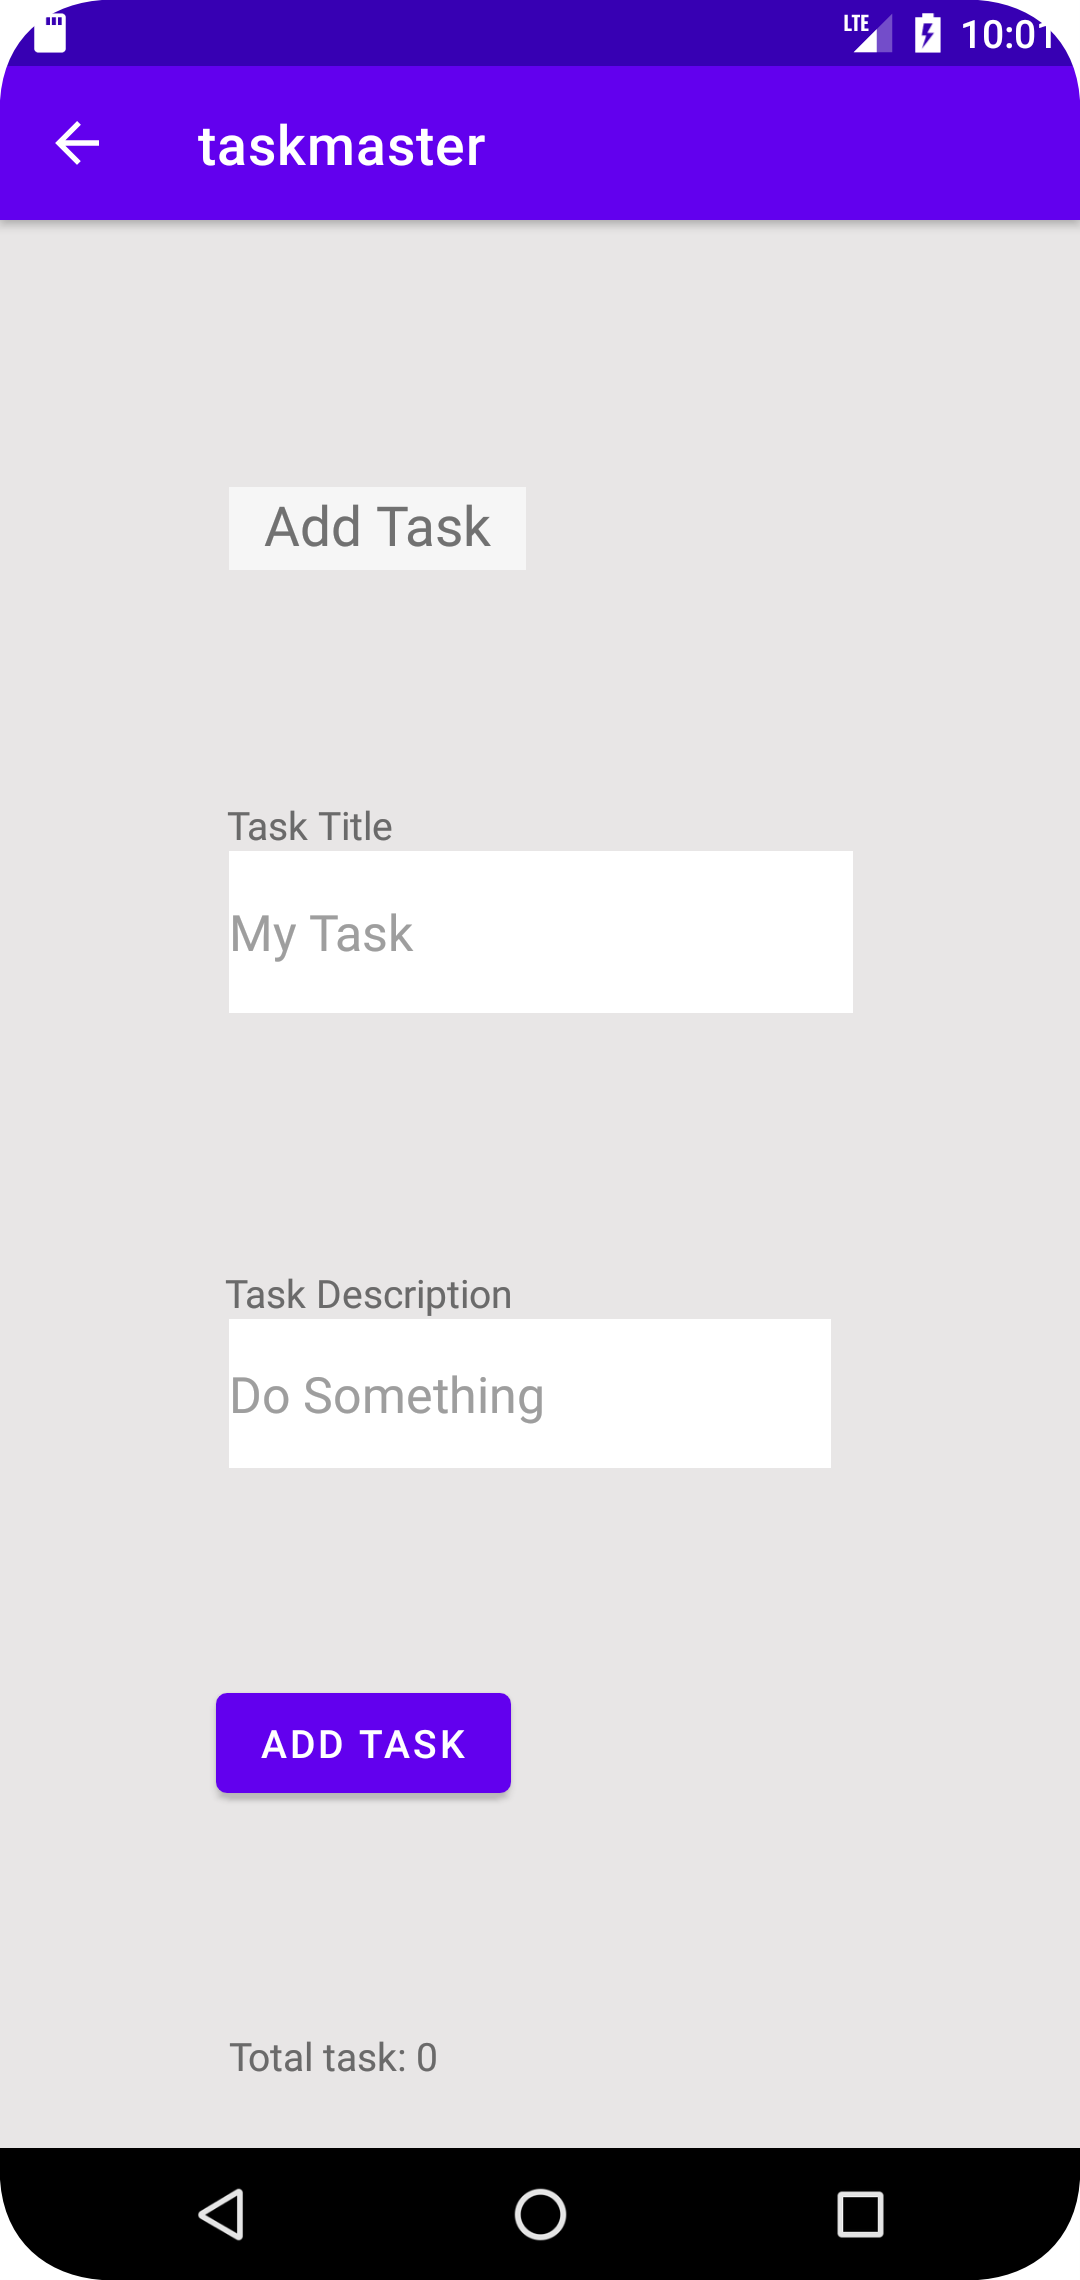 LTE 10:01
taskmaster
Add Task
Task Title
My Task
Task Description
Do Something
ADD TASK
Total task: 0